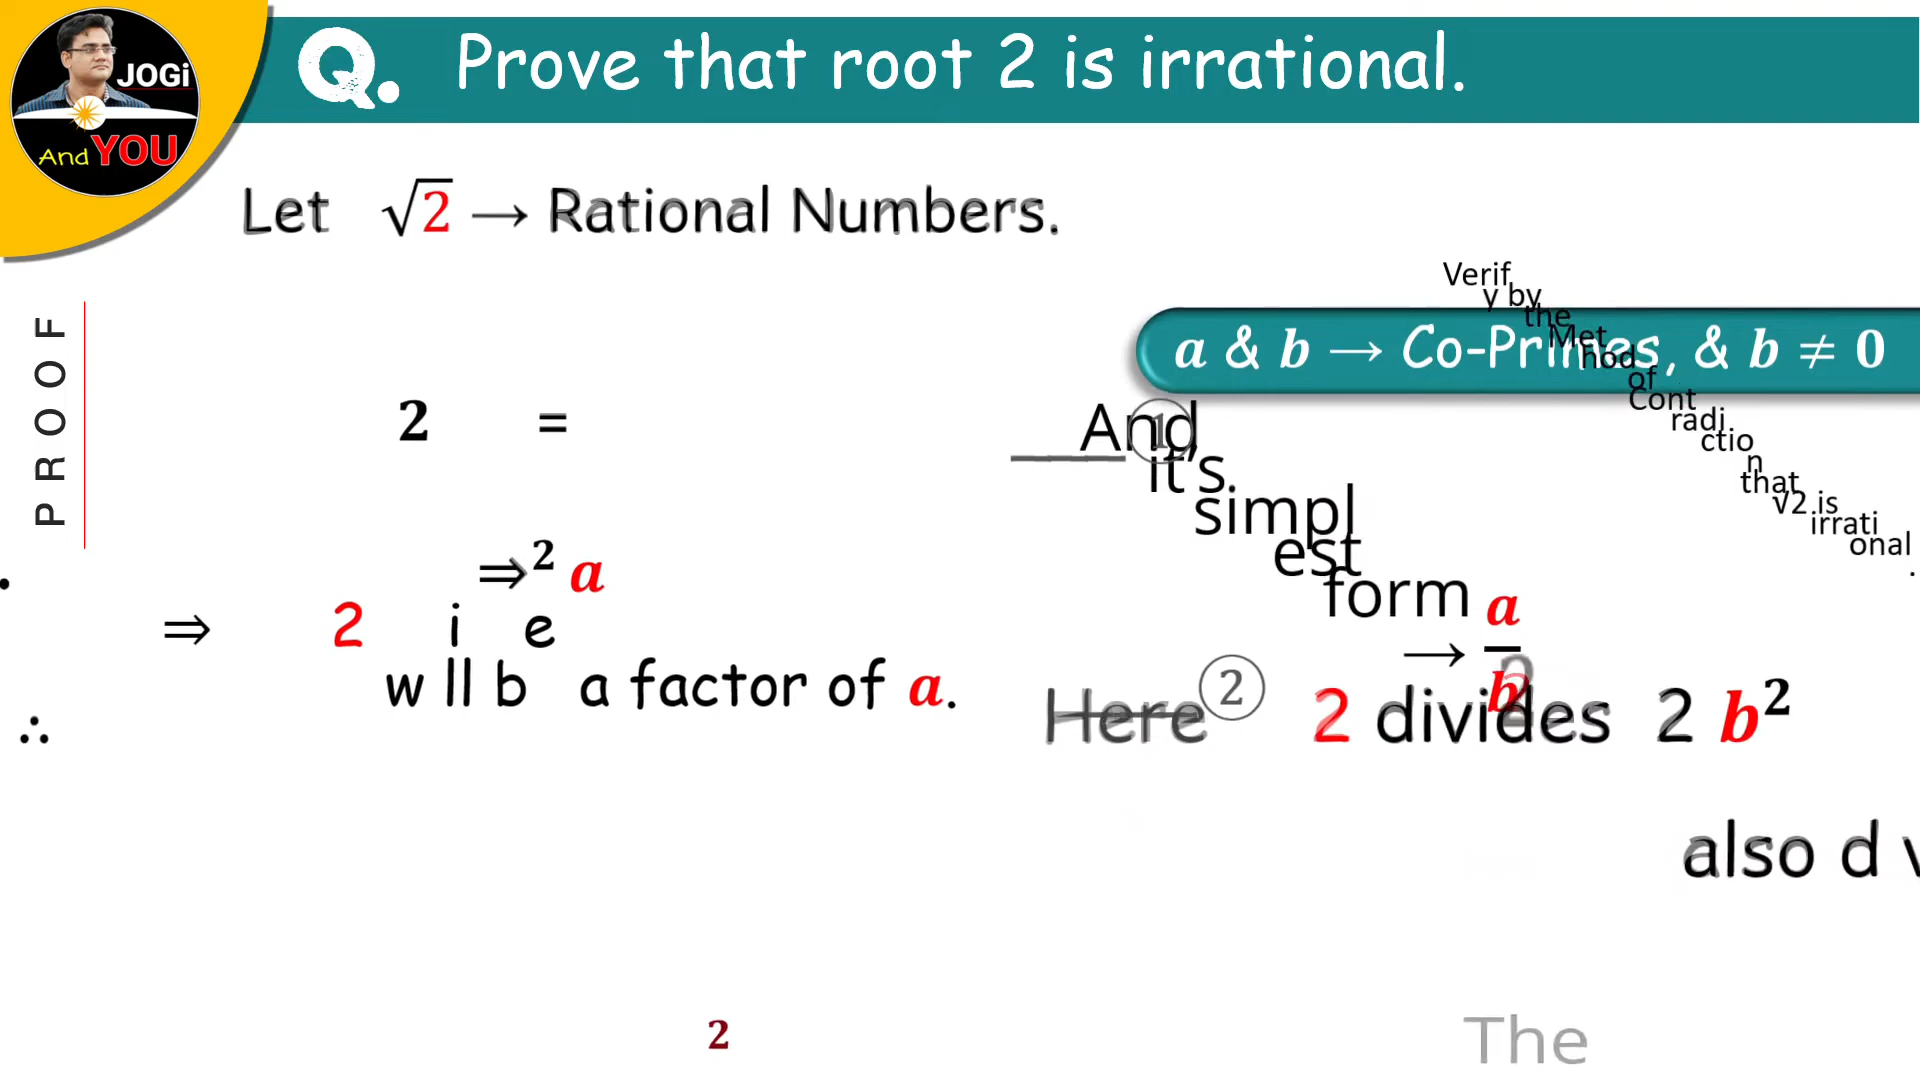 JOGi
And YOU
Q. Prove that root 2 is irrational.
Let √2 → Rational Numbers.
PROOF
Verif
y by
the
Met
hod
of
Cont
radi
ctio
n
that
√2 is
irrati
onal
.
a & b → Co-Primes, & b ≠ 0
2 =
And,
①
it's
simpl
est
form
→ a/b
⇒² a
⇒ 2 i e
w ll b a factor of a.
②
Here 2 divides 2 b²
∴
also d v
2
The